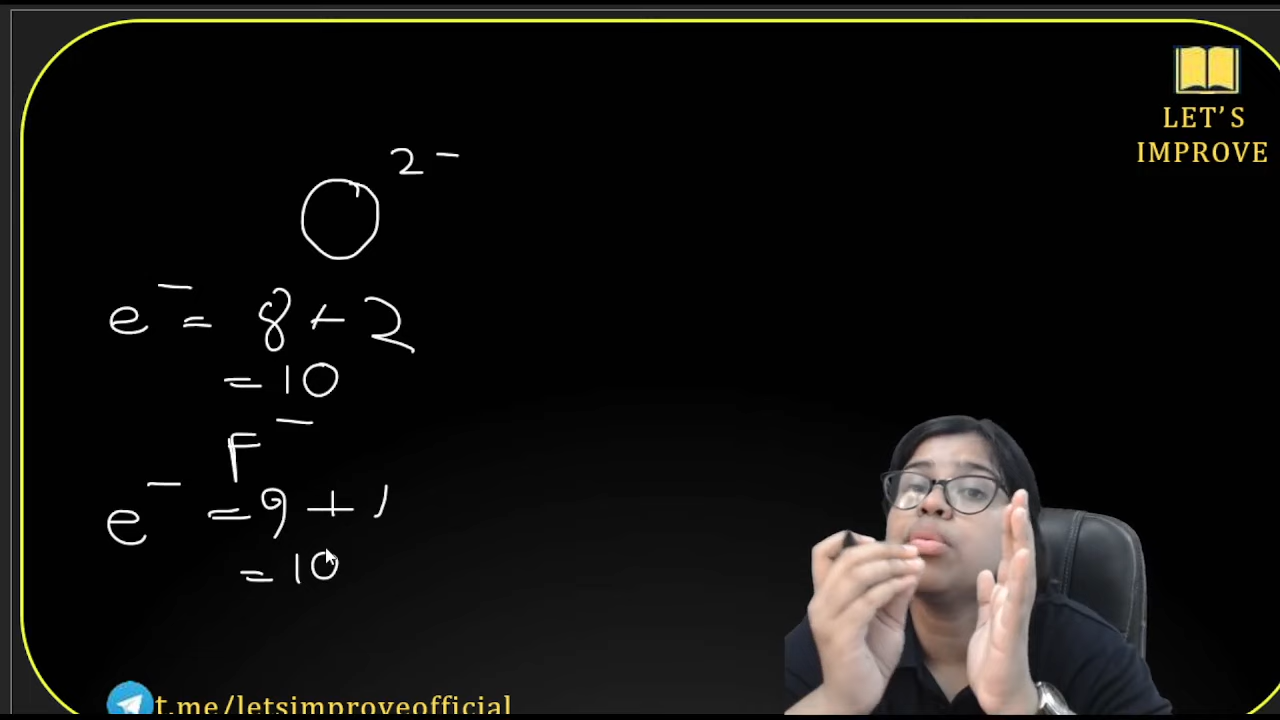 LET'S
IMPROVE
O²⁻
e⁻ = 8 + 2
= 10
F⁻
e⁻ = 9 + 1
= 10
t.me/letsimproveofficial